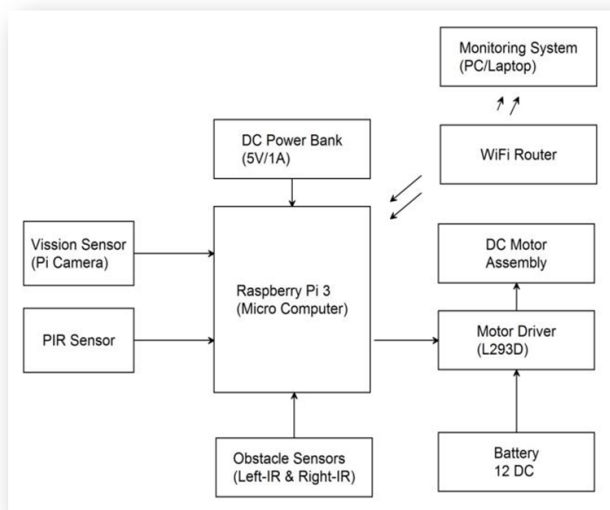 Monitoring System
(PC/Laptop)
WiFi Router
DC Power Bank
(5V/1A)
Vission Sensor
(Pi Camera)
Raspberry Pi 3
(Micro Computer)
DC Motor
Assembly
PIR Sensor
Motor Driver
(L293D)
Obstacle Sensors
(Left-IR & Right-IR)
Battery
12 DC